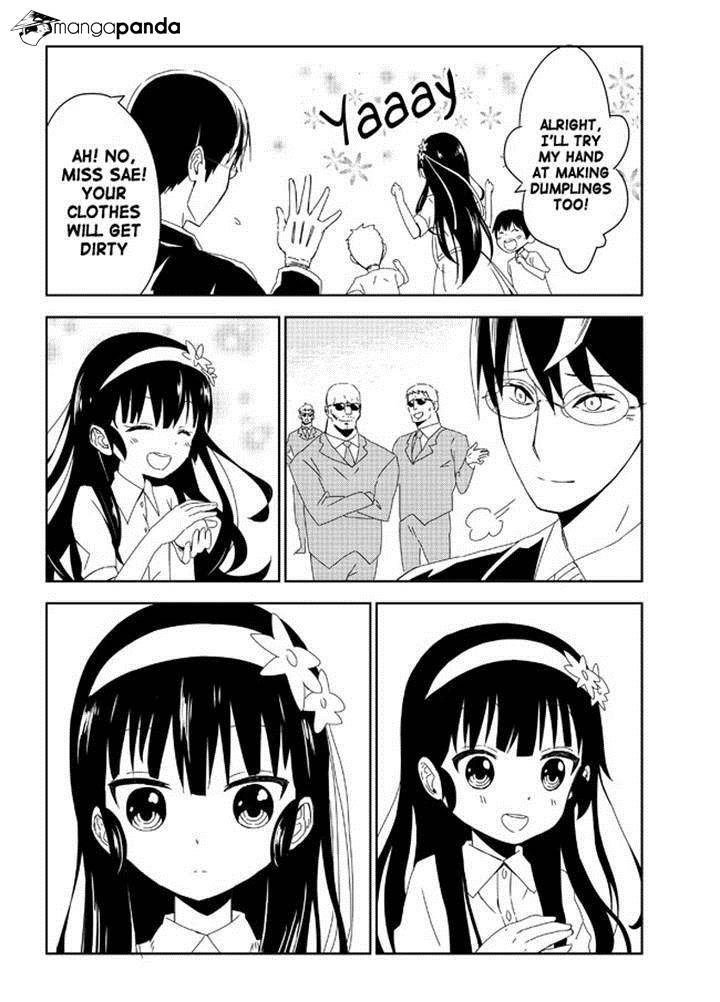 mangapanda
ALRIGHT,
I'LL TRY
MY HAND
AT MAKING
DUMPLINGS
TOO!
Yaaay
AH! NO,
MISS SAE!
YOUR
CLOTHES
WILL GET
DIRTY